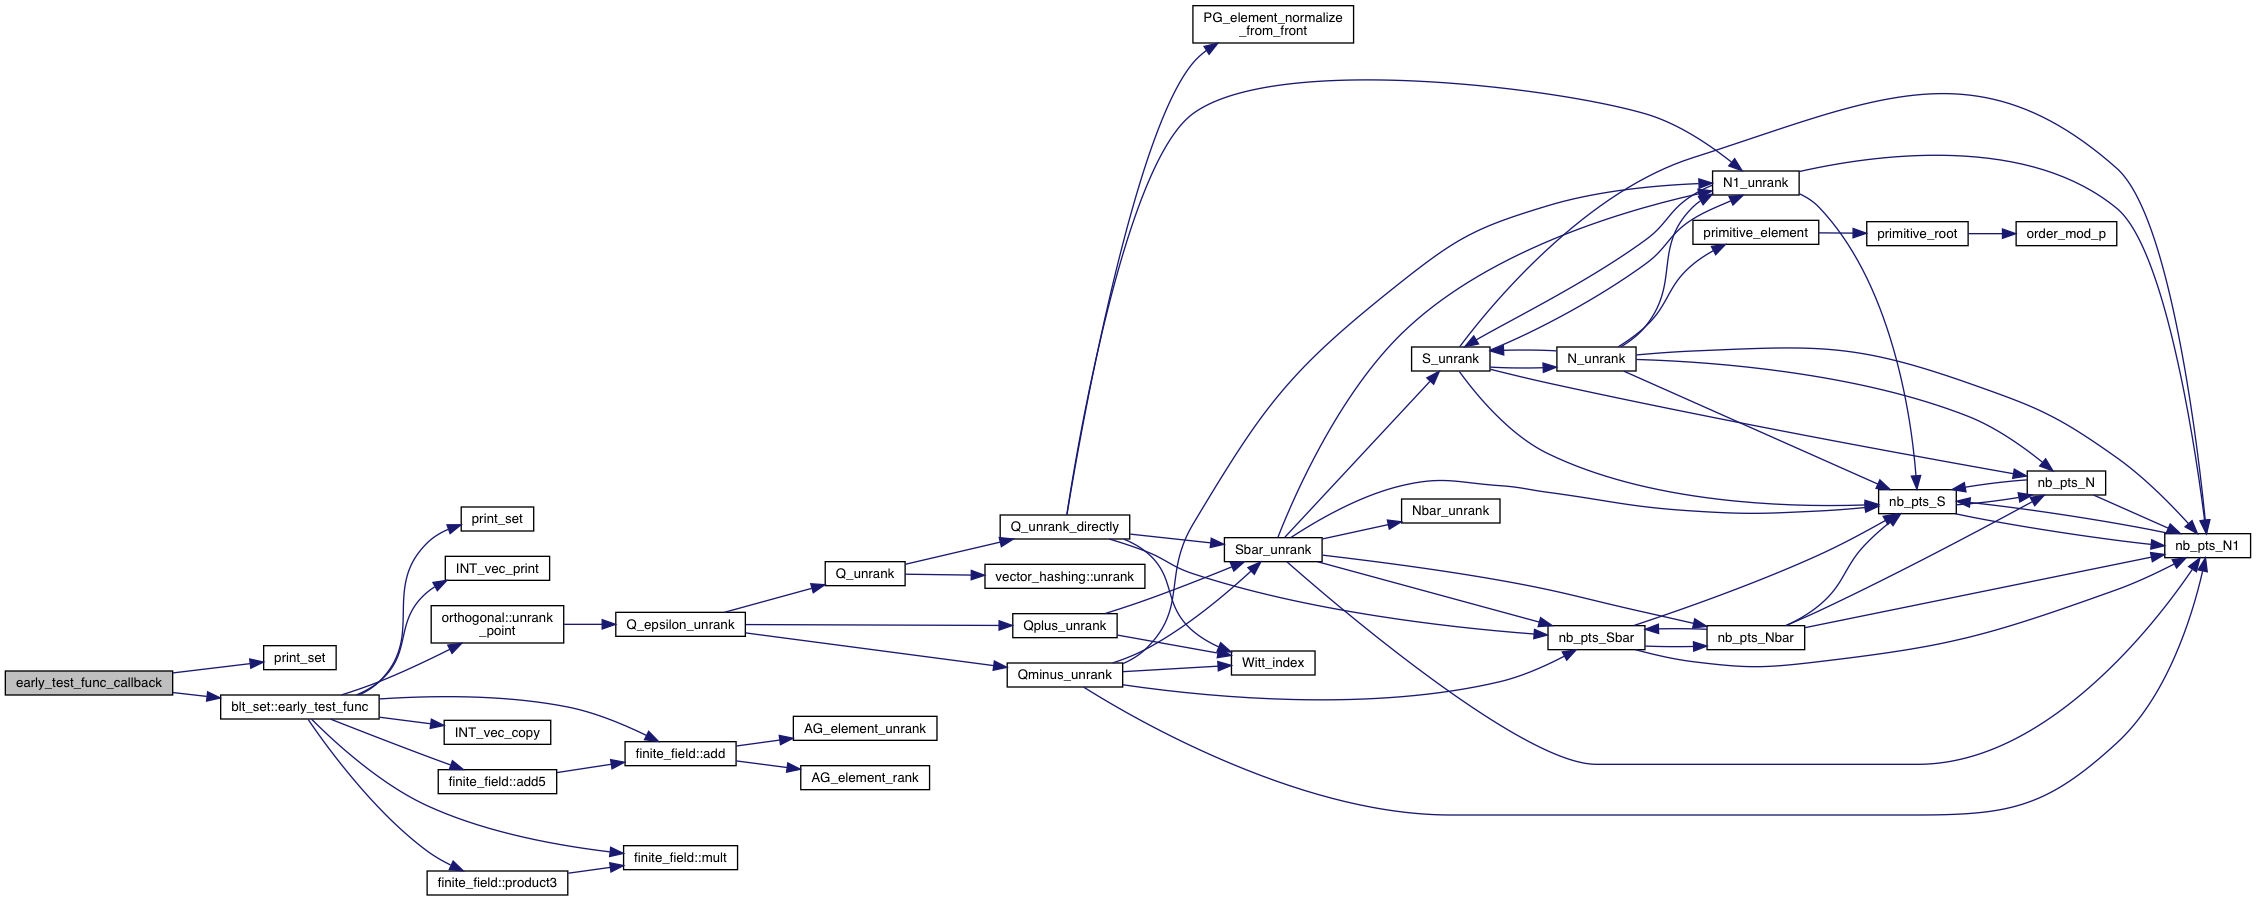 early_test_func_callback
print_set
blt_set::early_test_func
print_set
INT_vec_print
orthogonal::unrank
_point
INT_vec_copy
finite_field::add5
finite_field::product3
Q_epsilon_unrank
finite_field::add
finite_field::mult
Q_unrank
AG_element_unrank
AG_element_rank
Q_unrank_directly
vector_hashing::unrank
Qplus_unrank
Qminus_unrank
PG_element_normalize
_from_front
Sbar_unrank
Witt_index
S_unrank
Nbar_unrank
N_unrank
nb_pts_Sbar
N1_unrank
primitive_element
nb_pts_Nbar
primitive_root
nb_pts_S
order_mod_p
nb_pts_N
nb_pts_N1